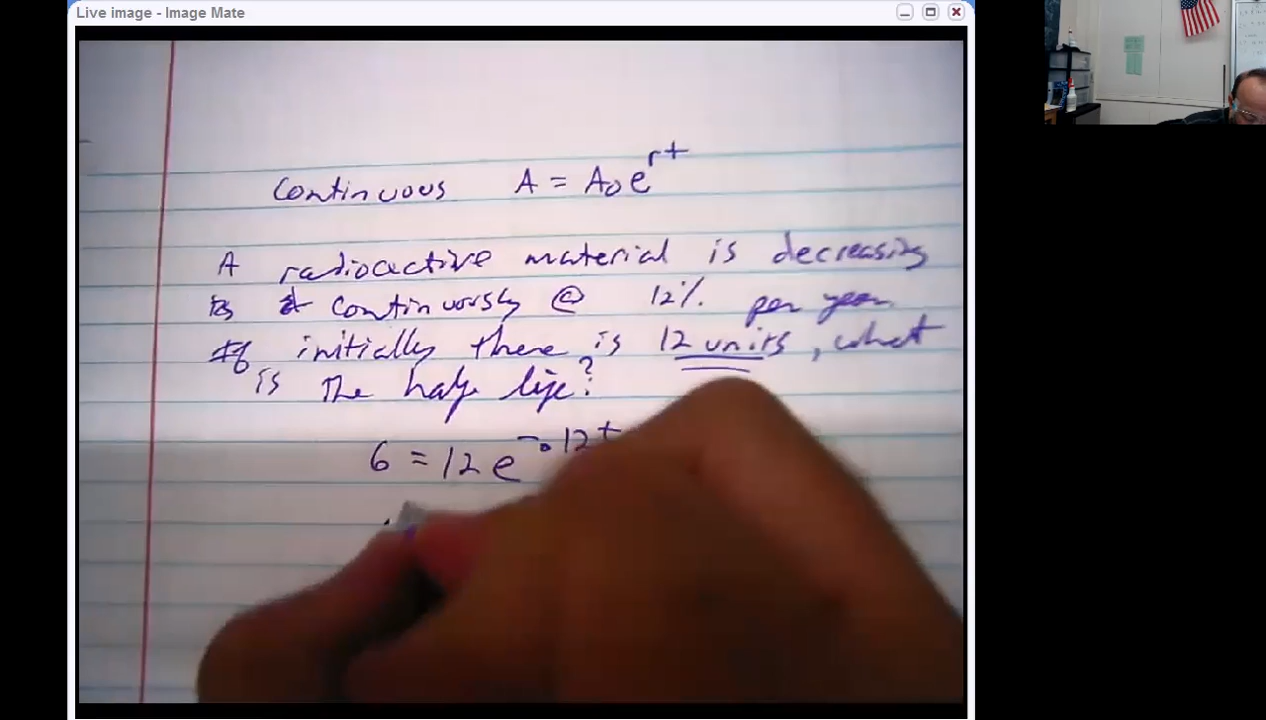 Live image - Image Mate
Continuous A = A₀e^rt
A radioactive material is decreasing
continuously @ 12% per year
If initially there is 12 units, what
is the half life?
6 = 12e^-.12t